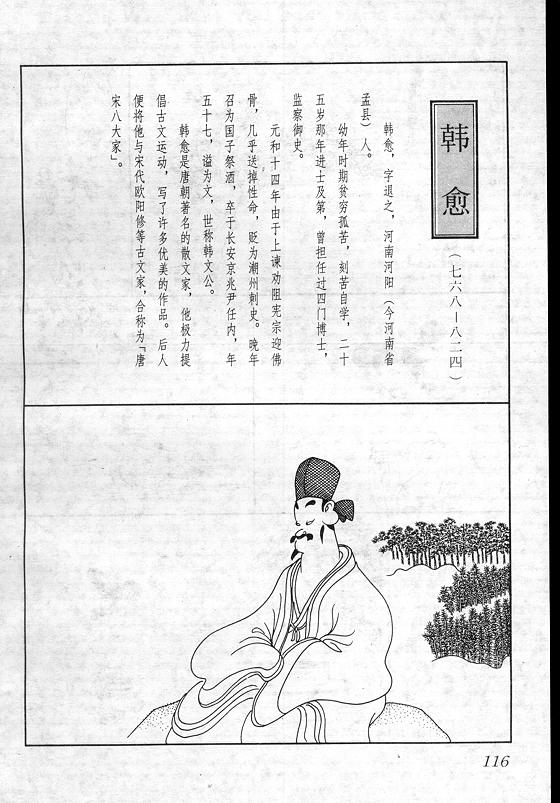 韩愈
(七六八—八二四)
韩愈，字退之，河南河阳（今河南省
孟县）人。
幼年时期贫穷孤苦，刻苦自学，二十
五岁那年进士及第，曾担任过四门博士，
监察御史。
元和十四年由于上谏劝阻宪宗迎佛
骨，几乎送掉性命，贬为潮州刺史。晚年
召为国子祭酒，卒于长安京兆尹任内，年
五十七，谥为文，世称韩文公。
韩愈是唐朝著名的散文家，他极力提
倡古文运动，写了许多优美的作品。后人
便将他与宋代欧阳修等古文家，合称为「唐
宋八大家」。
116